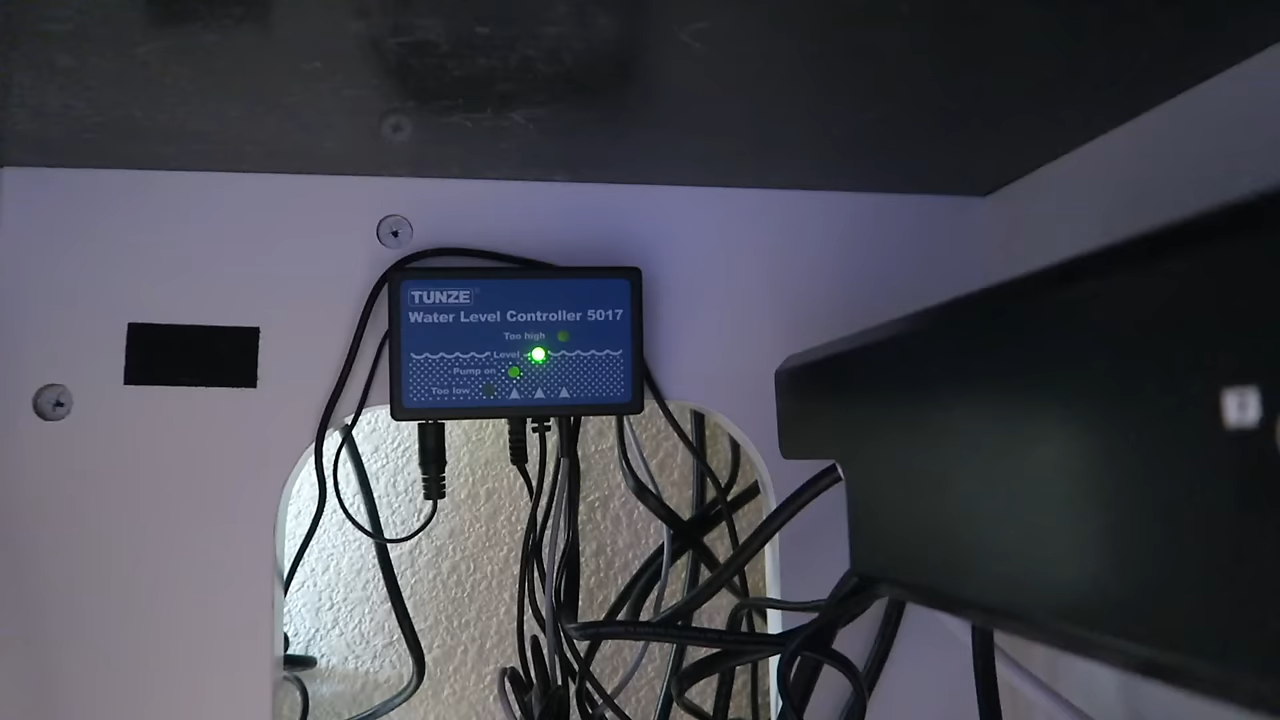 TUNZE
Water Level Controller 5017
Too high
Level
Pump on
Too low